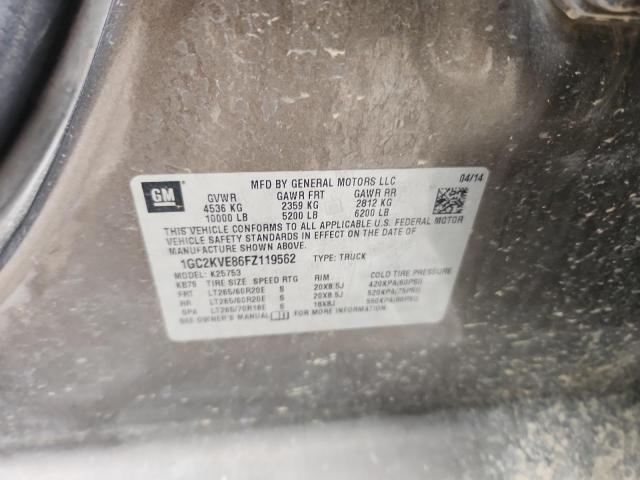 GM
MFD BY GENERAL MOTORS LLC 04/14
GVWR GAWR FRT GAWR RR
4536 KG 2359 KG 2812 KG
10000 LB 5200 LB 6200 LB
THIS VEHICLE CONFORMS TO ALL APPLICABLE U.S. FEDERAL MOTOR
VEHICLE SAFETY STANDARDS IN EFFECT ON THE DATE OF
MANUFACTURE SHOWN ABOVE.
1GC2KVE86FZ119562 TYPE: TRUCK
MODEL: K25753
KB79 TIRE SIZE SPEED RTG RIM COLD TIRE PRESSURE
FRT LT265/60R20E S 20X8.5J 420KPA(60PSI)
RR LT265/60R20E S 20X8.5J 520KPA(75PSI)
SPA LT265/70R18E S 18X8J 550KPA(80PSI)
SEE OWNER'S MANUAL FOR MORE INFORMATION.